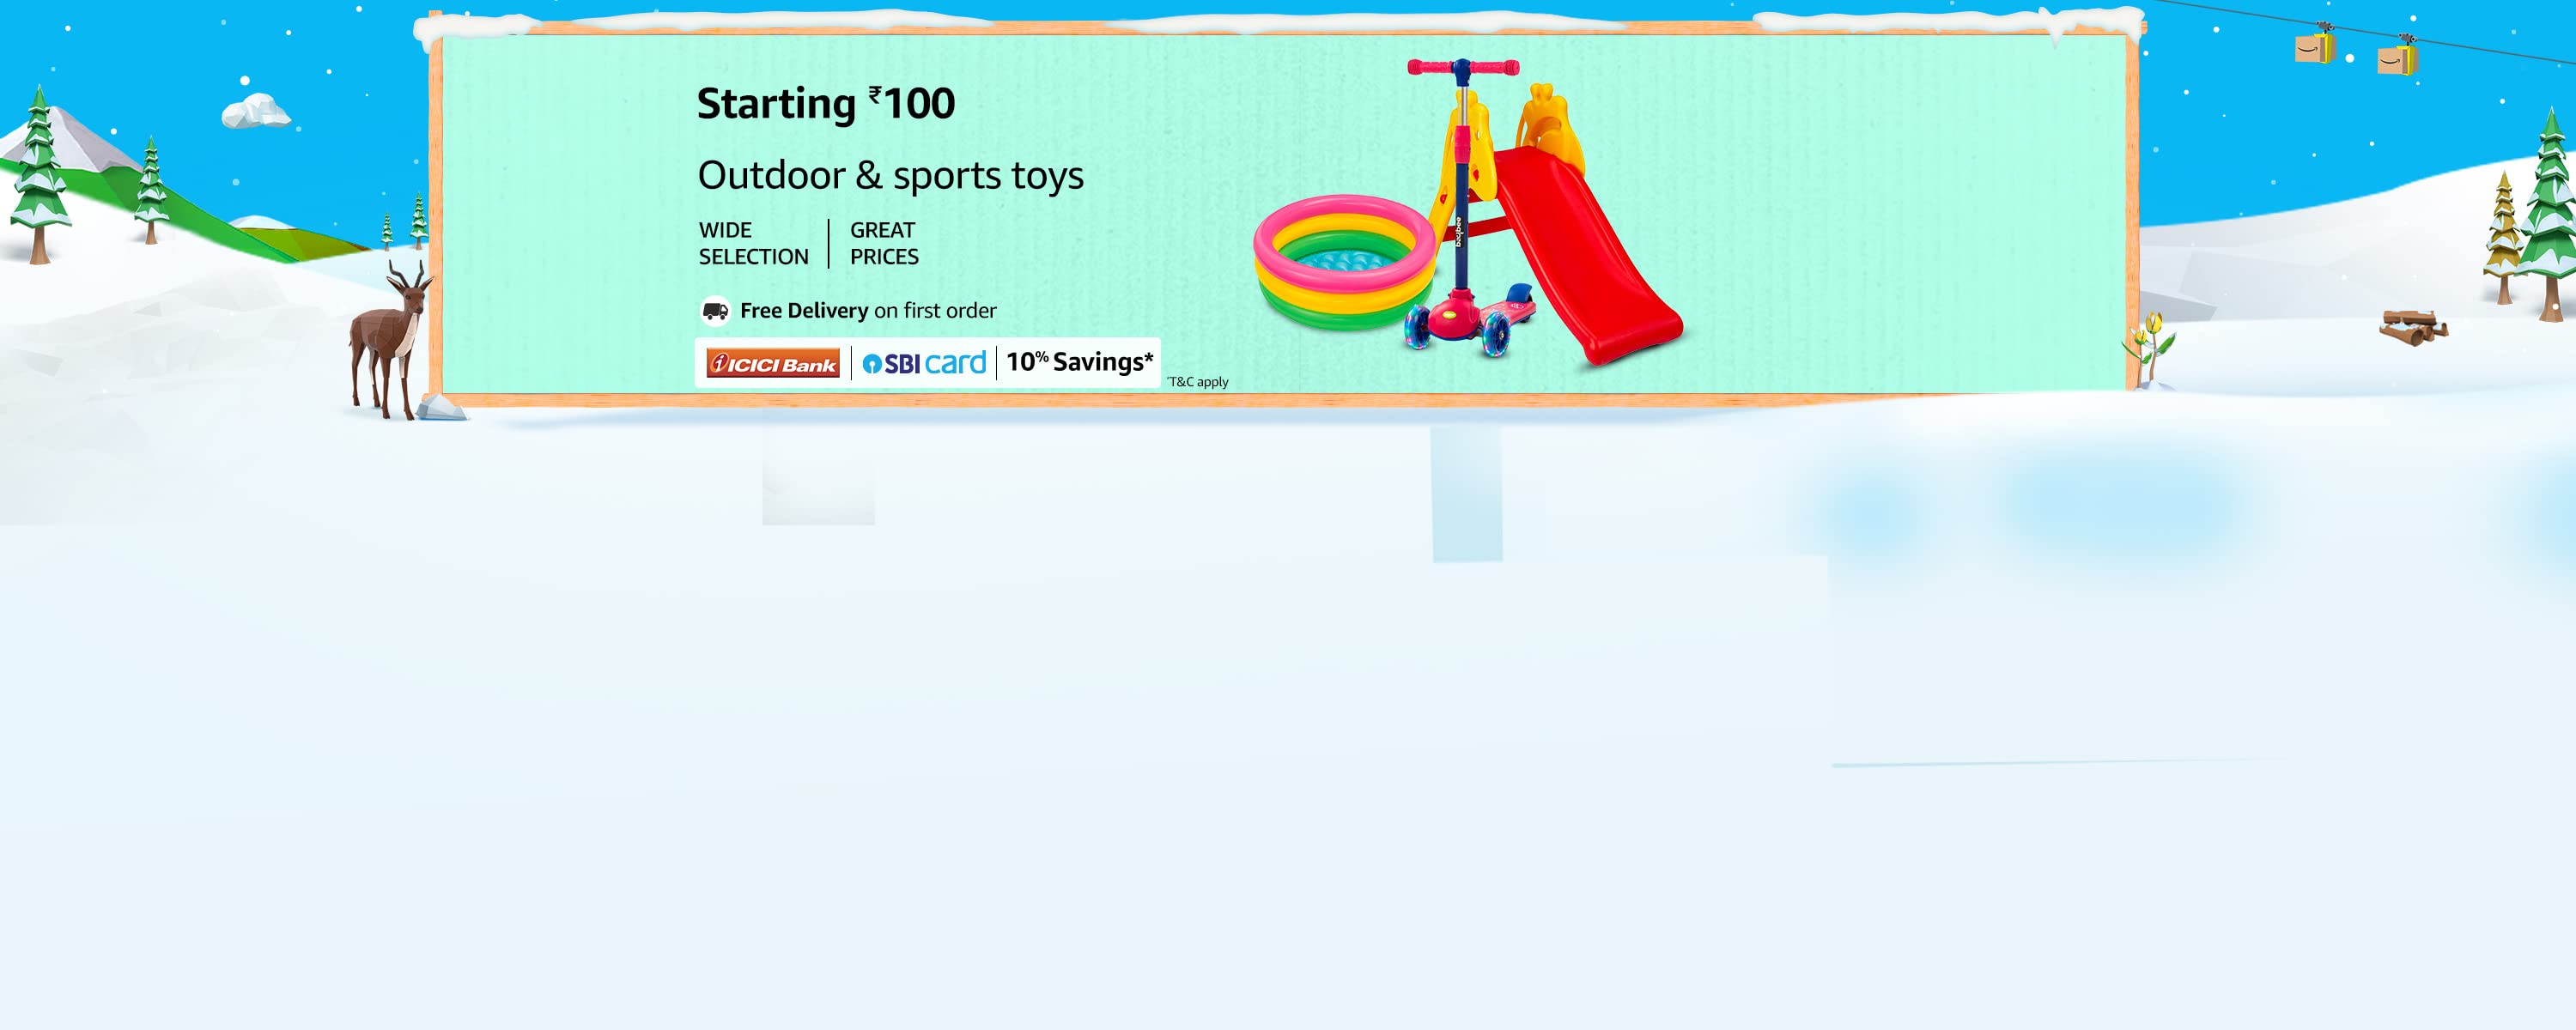 Starting ₹100
Outdoor & sports toys
WIDE
SELECTION
GREAT
PRICES
Free Delivery on first order
ICICI Bank SBI card 10% Savings*
*T&C apply